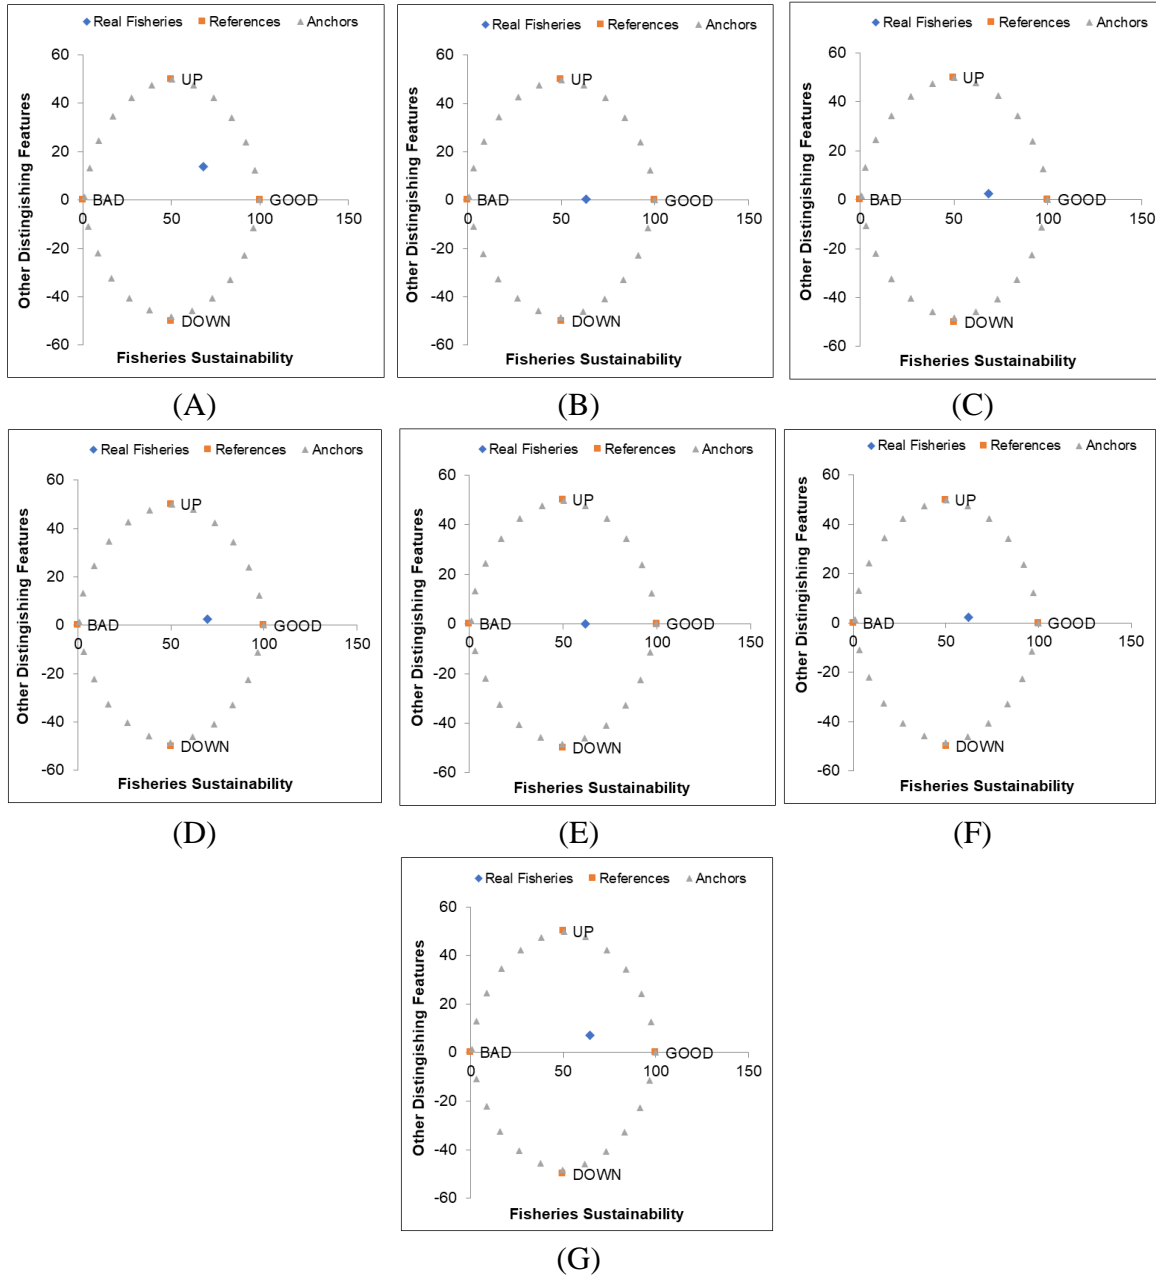 Real Fisheries References Anchors
60
UP
40
20
0 BAD GOOD
0 50 100 150
-20
-40
DOWN
-60
Other Distingishing Features
Fisheries Sustainability
(A)
Real Fisheries References Anchors
60
UP
40
20
0 BAD GOOD
0 50 100 150
-20
-40
DOWN
-60
Other Distingishing Features
Fisheries Sustainability
(B)
Real Fisheries References Anchors
60
UP
40
20
0 BAD GOOD
0 50 100 150
-20
-40
DOWN
-60
Other Distingishing Features
Fisheries Sustainability
(C)
Real Fisheries References Anchors
60
UP
40
20
0 BAD GOOD
0 50 100 150
-20
-40
DOWN
-60
Other Distingishing Features
Fisheries Sustainability
(D)
Real Fisheries References Anchors
60
UP
40
20
0 BAD GOOD
0 50 100 150
-20
-40
DOWN
-60
Other Distingishing Features
Fisheries Sustainability
(E)
Real Fisheries References Anchors
60
UP
40
20
0 BAD GOOD
0 50 100 150
-20
-40
DOWN
-60
Other Distingishing Features
Fisheries Sustainability
(F)
Real Fisheries References Anchors
60
UP
40
20
0 BAD GOOD
0 50 100 150
-20
-40
DOWN
-60
Other Distingishing Features
Fisheries Sustainability
(G)